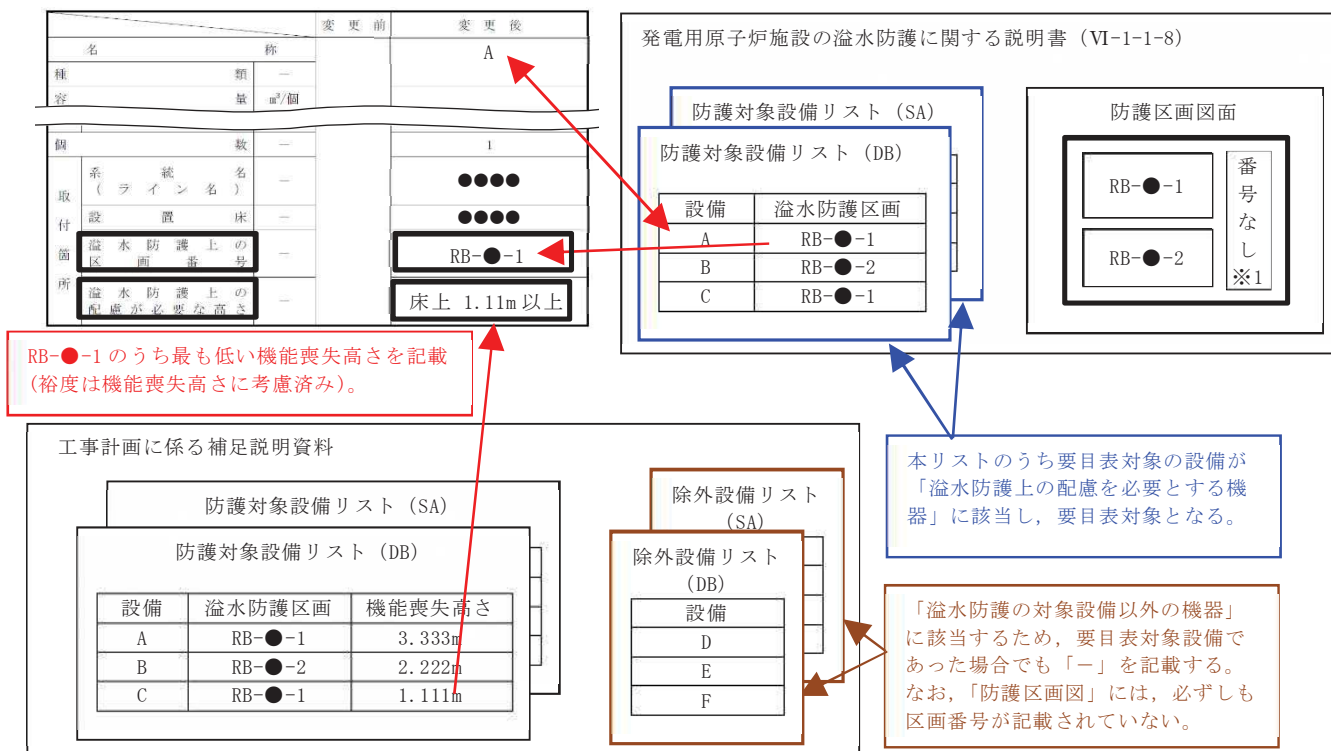 変更前
変更後
名称
A
種類
－
容量
m³/個
個数
－
1
取付箇所
系統名
(ライン名)
－
●●●●
設置床
－
●●●●
溢水防護上の
区画番号
－
RB-●-1
溢水防護上の
配慮が必要な高さ
－
床上 1.11m以上
RB-●-1のうち最も低い機能喪失高さを記載
(裕度は機能喪失高さに考慮済み)。
発電用原子炉施設の溢水防護に関する説明書（Ⅵ-1-1-8）
防護対象設備リスト（SA）
防護対象設備リスト（DB）
設備 溢水防護区画
A RB-●-1
B RB-●-2
C RB-●-1
防護区画図面
RB-●-1
RB-●-2
番号なし
※1
本リストのうち要目表対象の設備が
「溢水防護上の配慮を必要とする機
器」に該当し，要目表対象となる。
工事計画に係る補足説明資料
防護対象設備リスト（SA）
防護対象設備リスト（DB）
設備 溢水防護区画 機能喪失高さ
A RB-●-1 3.333m
B RB-●-2 2.222m
C RB-●-1 1.111m
除外設備リスト
（SA）
除外設備リスト
（DB）
設備
D
E
F
「溢水防護の対象設備以外の機器」
に該当するため，要目表対象設備で
あった場合でも「－」を記載する。
なお，「防護区画図」には，必ずしも
区画番号が記載されていない。